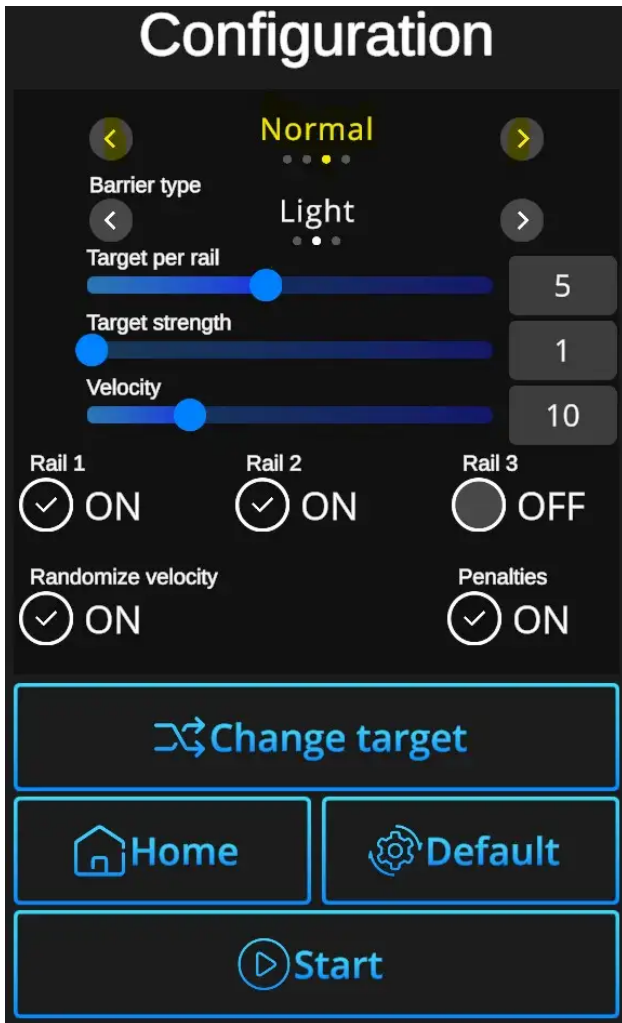 Configuration
Normal
Barrier type
Light
Target per rail
5
Target strength
1
Velocity
10
Rail 1 Rail 2 Rail 3
ON ON OFF
Randomize velocity Penalties
ON ON
Change target
Home Default
Start